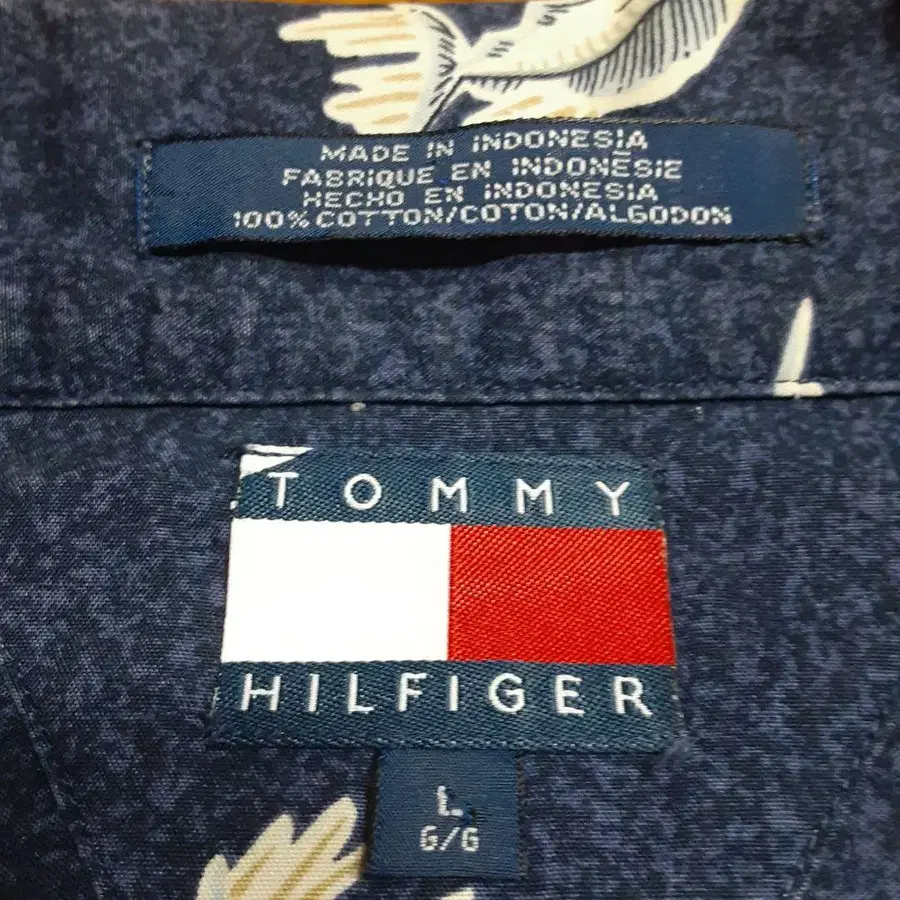 MADE IN INDONESIA
FABRIQUE EN INDONESIE
HECHO EN INDONESIA
100% COTTON/COTON/ALGODON
TOMMY
HILFIGER
L
G/G